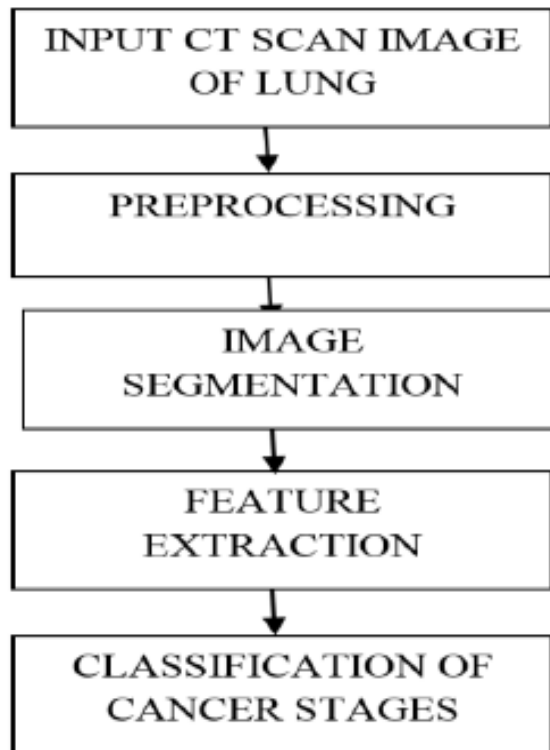 INPUT CT SCAN IMAGE
OF LUNG
PREPROCESSING
IMAGE
SEGMENTATION
FEATURE
EXTRACTION
CLASSIFICATION OF
CANCER STAGES